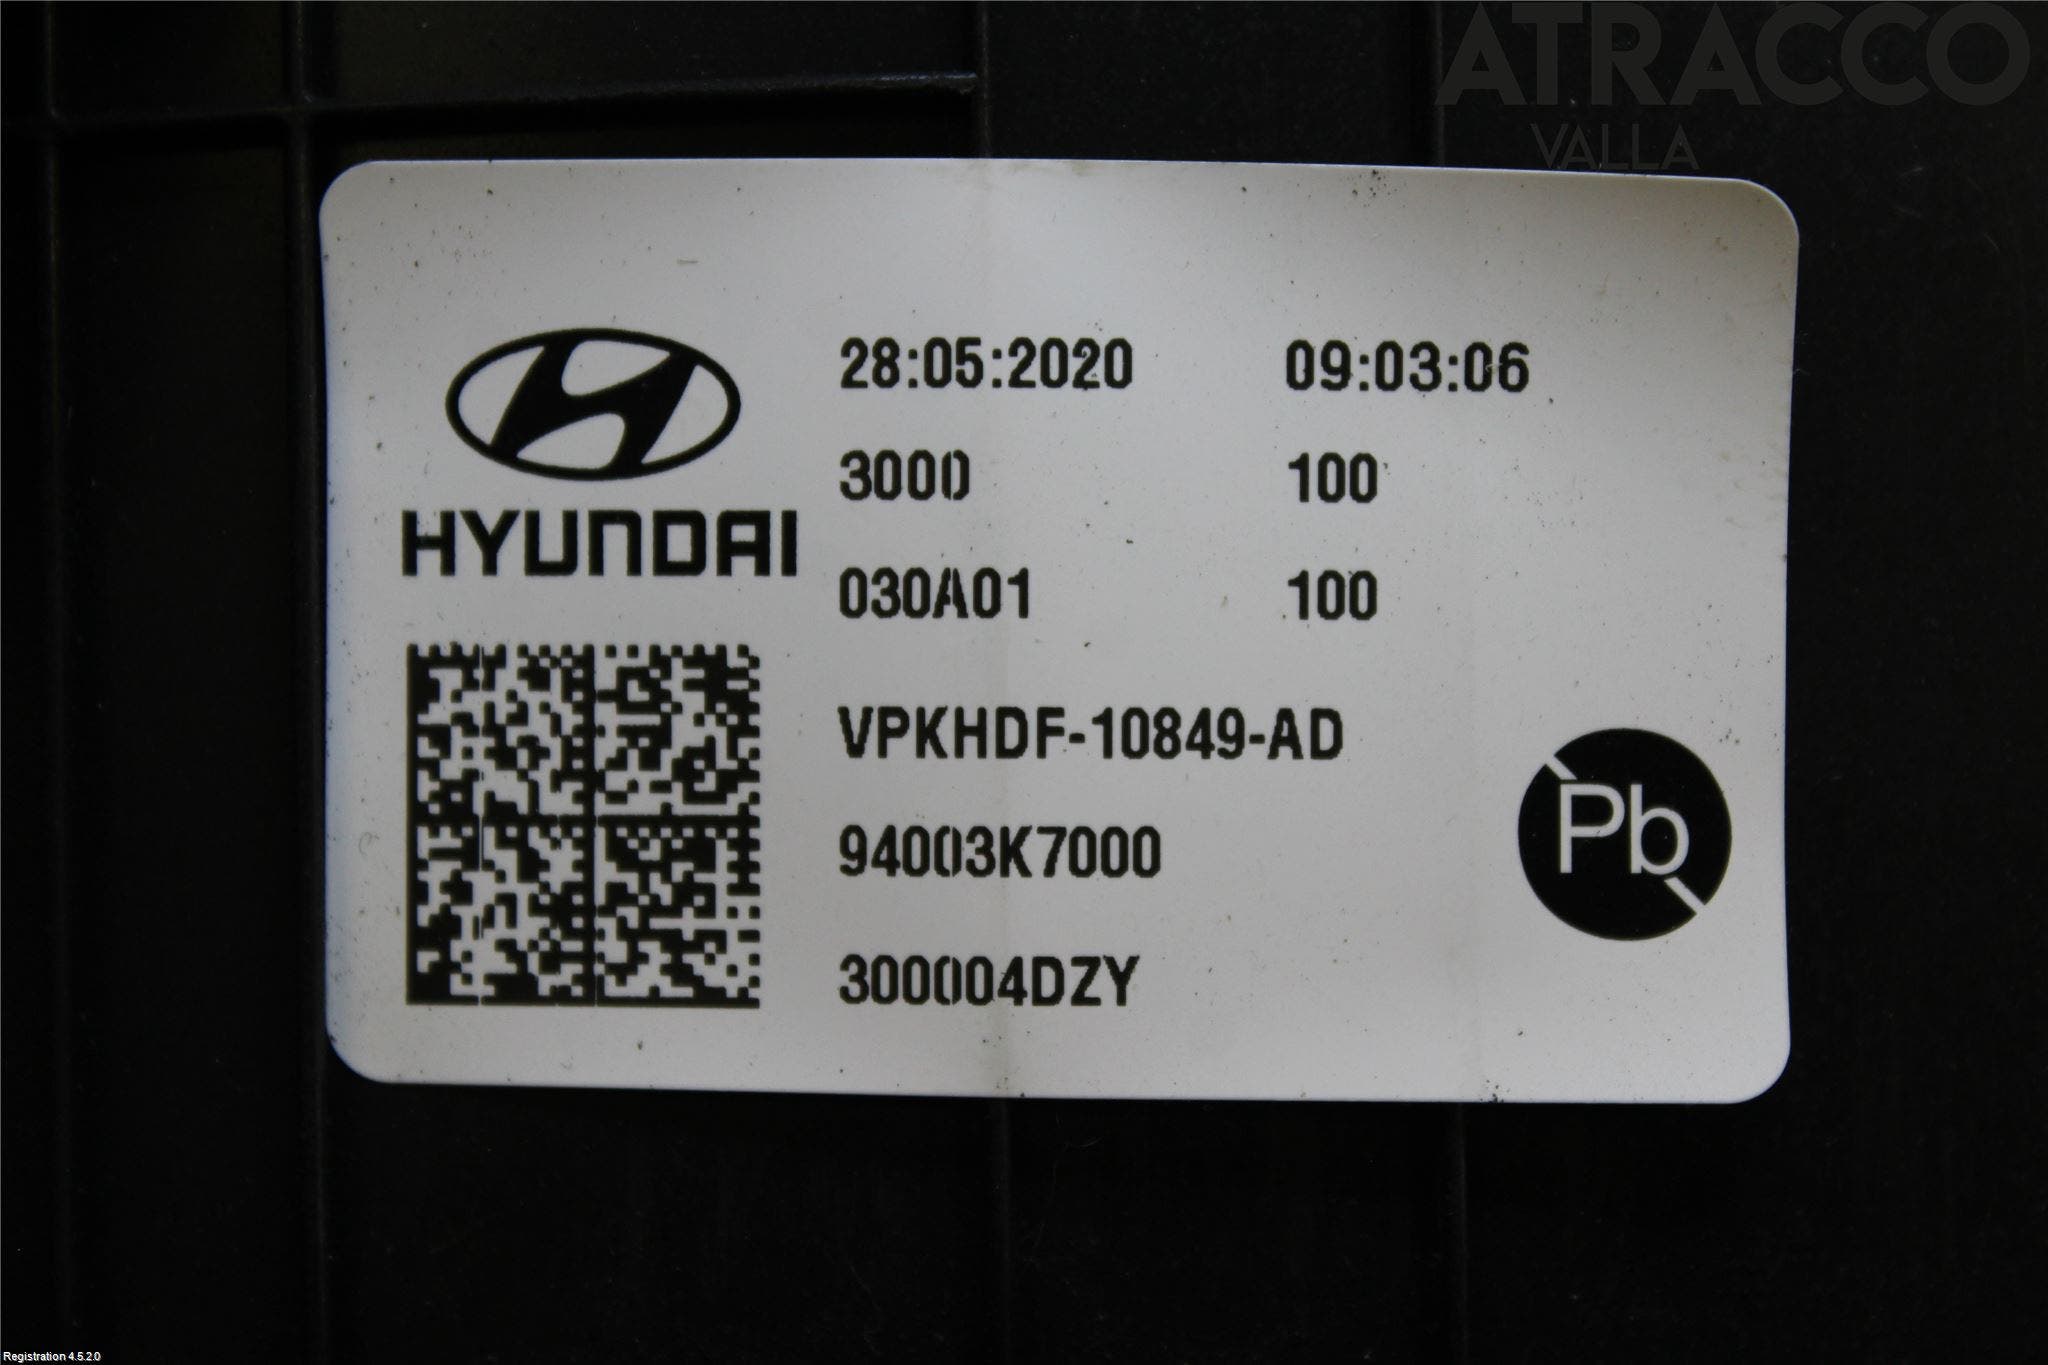 ATRACCO
VALLA
HYUNDAI
28:05:2020 09:03:06
3000 100
030A01 100
VPKHDF-10849-AD
94003K7000
300004DZY
Pb
Registration 4.5.2.0